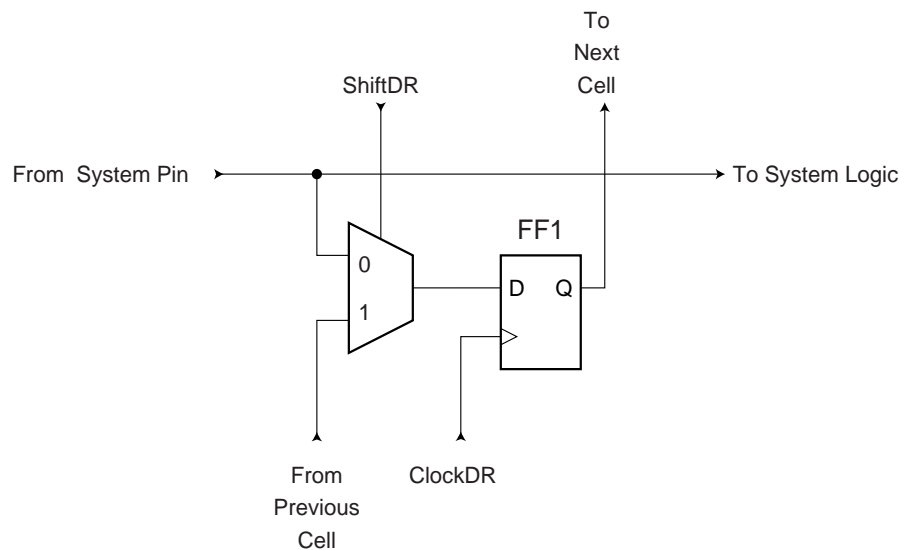 To
Next
Cell
ShiftDR
From System Pin
To System Logic
FF1
0
D Q
1
From
Previous
Cell
ClockDR